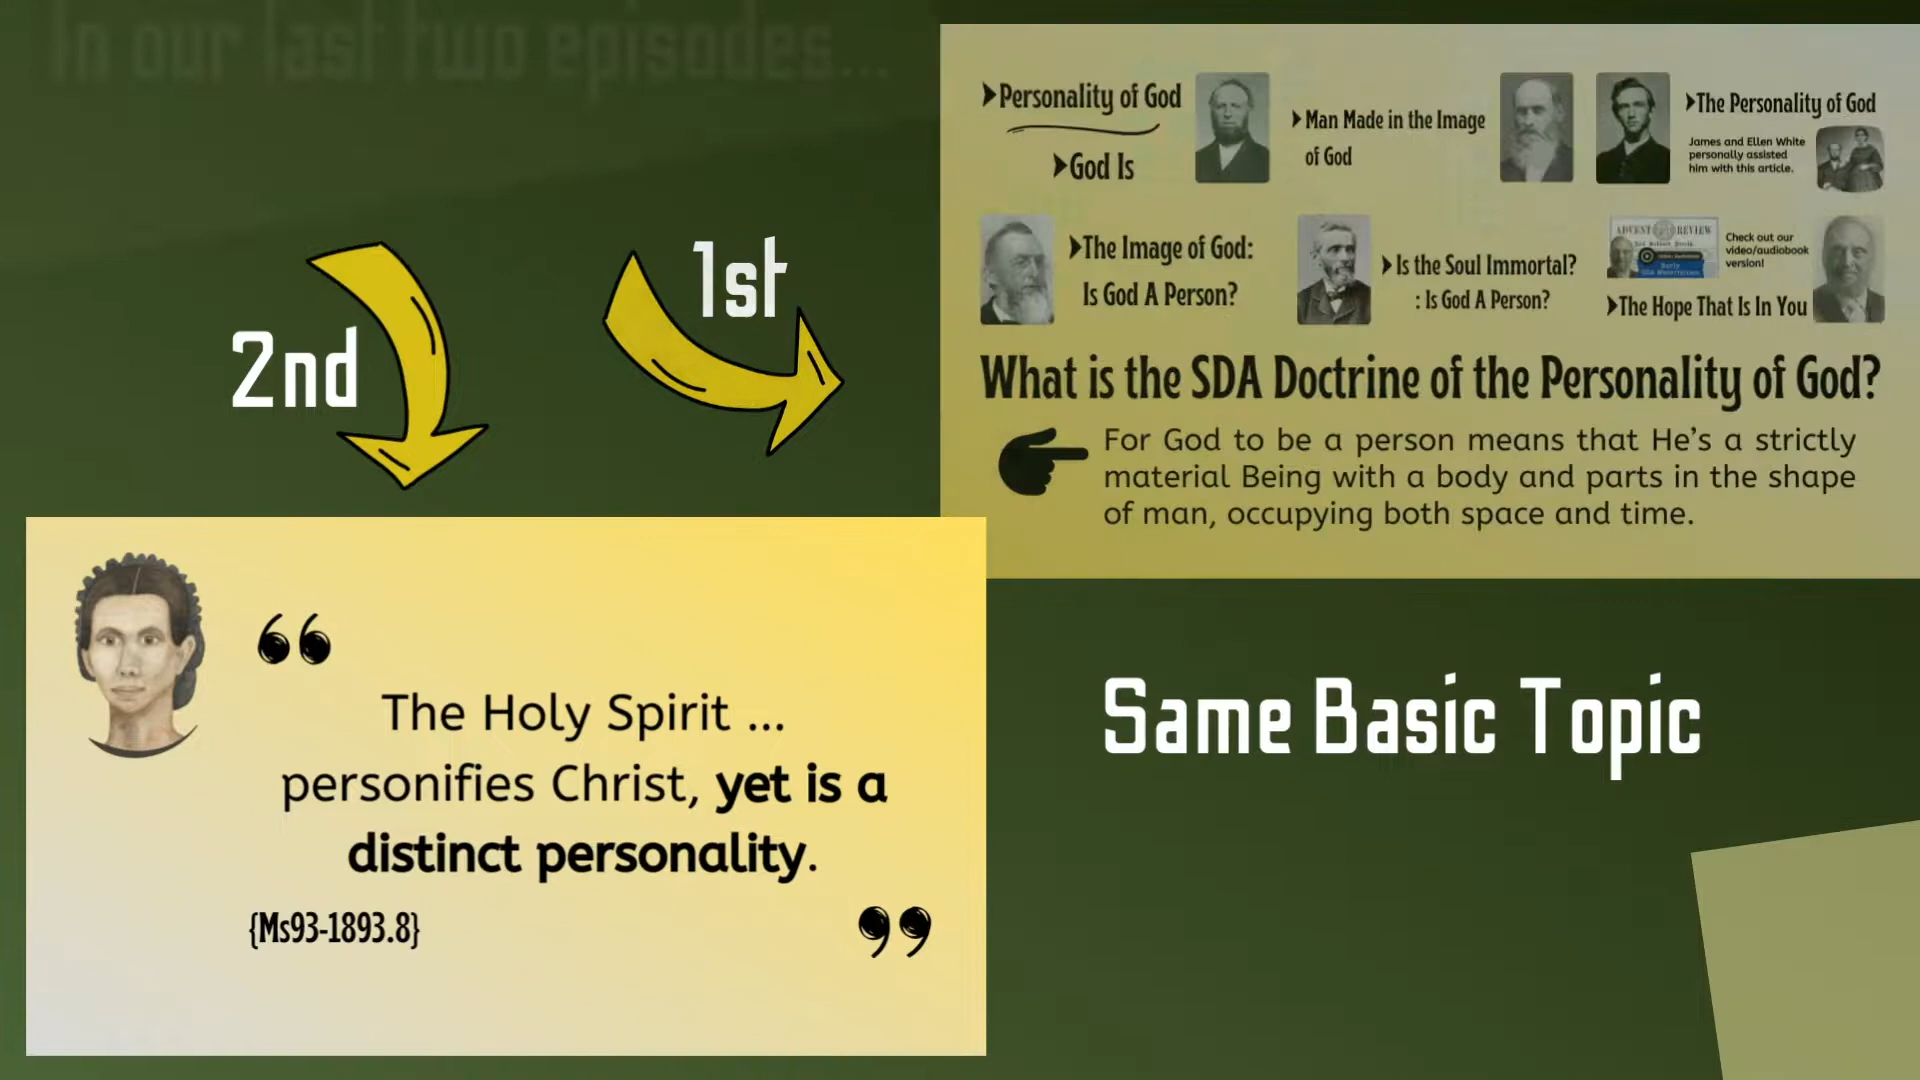 In our last two episodes...
➤Personality of God
➤God Is
➤Man Made in the Image
of God
➤The Personality of God
James and Ellen White
personally assisted
him with this article.
➤The Image of God:
Is God A Person?
➤Is the Soul Immortal?
: Is God A Person?
ADVENT REVIEW
Check out our
video/audiobook
version!
➤The Hope That Is In You
What is the SDA Doctrine of the Personality of God?
For God to be a person means that He's a strictly
material Being with a body and parts in the shape
of man, occupying both space and time.
1st
2nd
“
The Holy Spirit ...
personifies Christ, yet is a
distinct personality.
{Ms93-1893.8}
”
Same Basic Topic